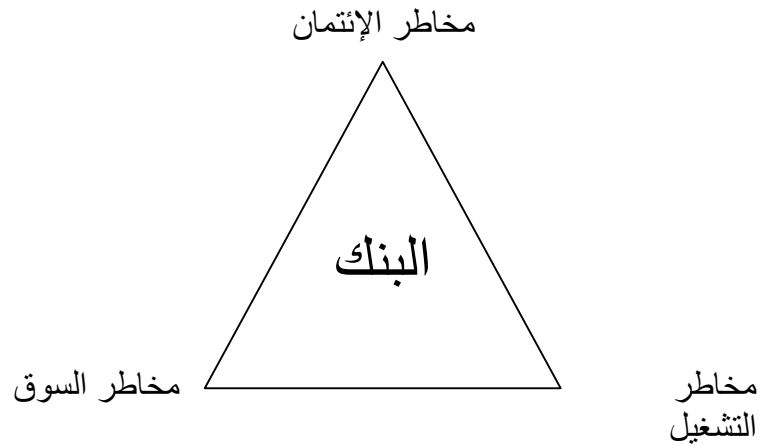 مخاطر الإئتمان
البنك
مخاطر
التشغيل
مخاطر السوق